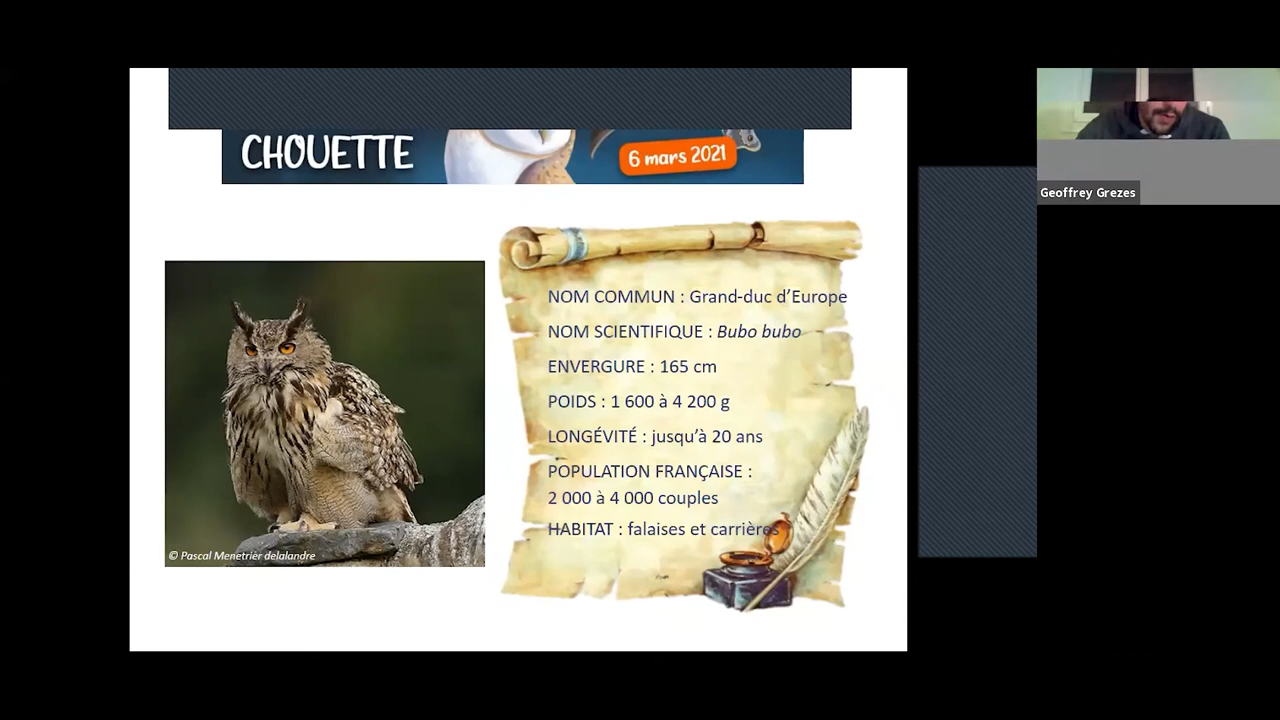 CHOUETTE
6 mars 2021
Geoffrey Grezes
NOM COMMUN : Grand-duc d’Europe
NOM SCIENTIFIQUE : Bubo bubo
ENVERGURE : 165 cm
POIDS : 1 600 à 4 200 g
LONGÉVITÉ : jusqu’à 20 ans
POPULATION FRANÇAISE :
2 000 à 4 000 couples
HABITAT : falaises et carrières
© Pascal Menetrier delalandre